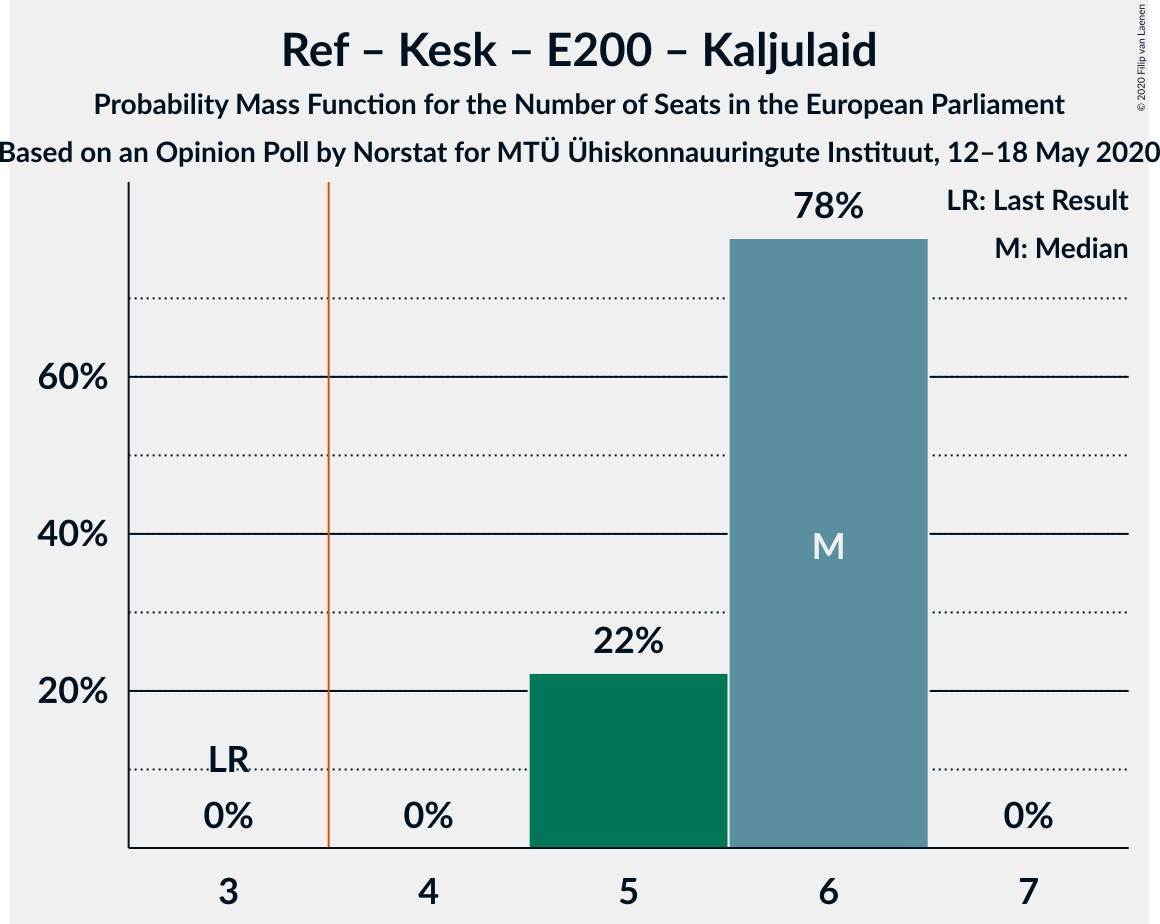 Ref – Kesk – E200 – Kaljulaid
Probability Mass Function for the Number of Seats in the European Parliament
Based on an Opinion Poll by Norstat for MTÜ Ühiskonnauuringute Instituut, 12–18 May 2020
© 2020 Filip van Laenen
LR: Last Result
M: Median
78%
60%
40%
M
22%
20%
LR
0%
0%
0%
3
4
5
6
7